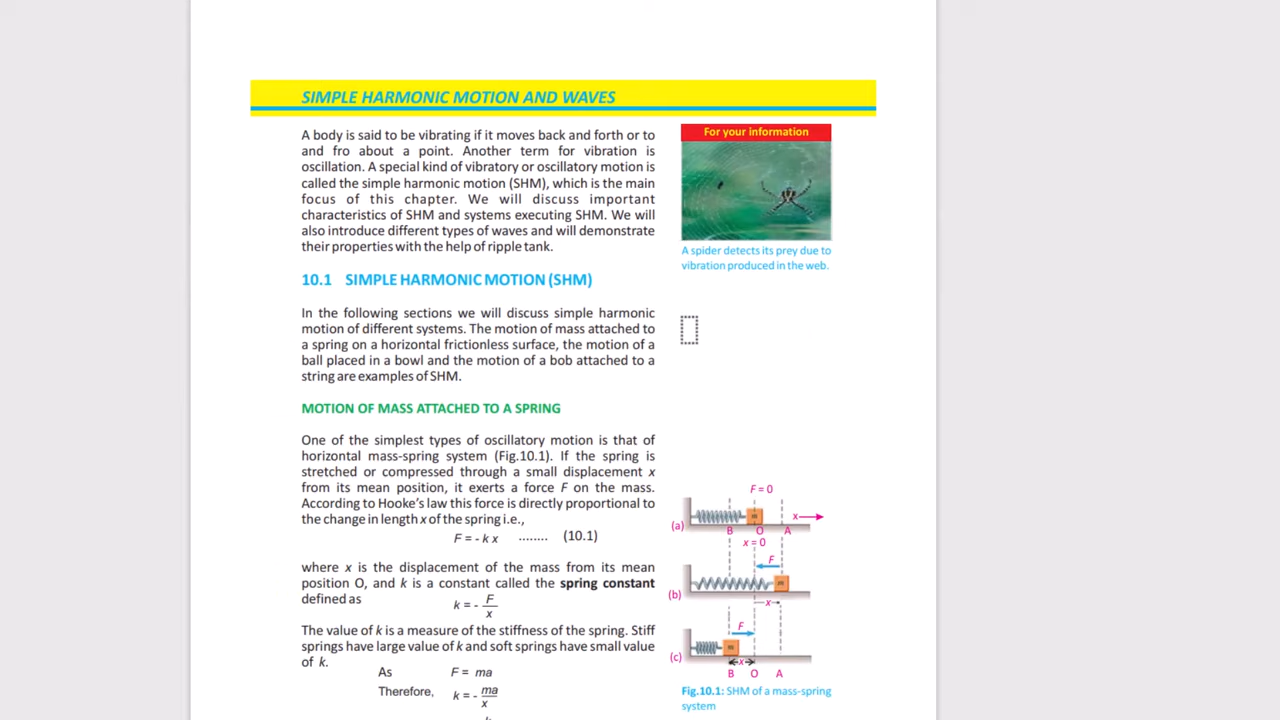 SIMPLE HARMONIC MOTION AND WAVES
A body is said to be vibrating if it moves back and forth or to
and fro about a point. Another term for vibration is
oscillation. A special kind of vibratory or oscillatory motion is
called the simple harmonic motion (SHM), which is the main
focus of this chapter. We will discuss important
characteristics of SHM and systems executing SHM. We will
also introduce different types of waves and will demonstrate
their properties with the help of ripple tank.
For your information
A spider detects its prey due to
vibration produced in the web.
10.1 SIMPLE HARMONIC MOTION (SHM)
In the following sections we will discuss simple harmonic
motion of different systems. The motion of mass attached to
a spring on a horizontal frictionless surface, the motion of a
ball placed in a bowl and the motion of a bob attached to a
string are examples of SHM.
MOTION OF MASS ATTACHED TO A SPRING
One of the simplest types of oscillatory motion is that of
horizontal mass-spring system (Fig.10.1). If the spring is
stretched or compressed through a small displacement x
from its mean position, it exerts a force F on the mass.
According to Hooke's law this force is directly proportional to
the change in length x of the spring i.e.,
F = - k x ........ (10.1)
where x is the displacement of the mass from its mean
position O, and k is a constant called the spring constant
defined as
k = - F
x
The value of k is a measure of the stiffness of the spring. Stiff
springs have large value of k and soft springs have small value
of k.
As F = ma
Therefore, k = - ma
x
F = 0
m
x
(a)
B O A
x = 0
F
m
(b)
x
F
m
(c)
x
B O A
Fig.10.1: SHM of a mass-spring
system